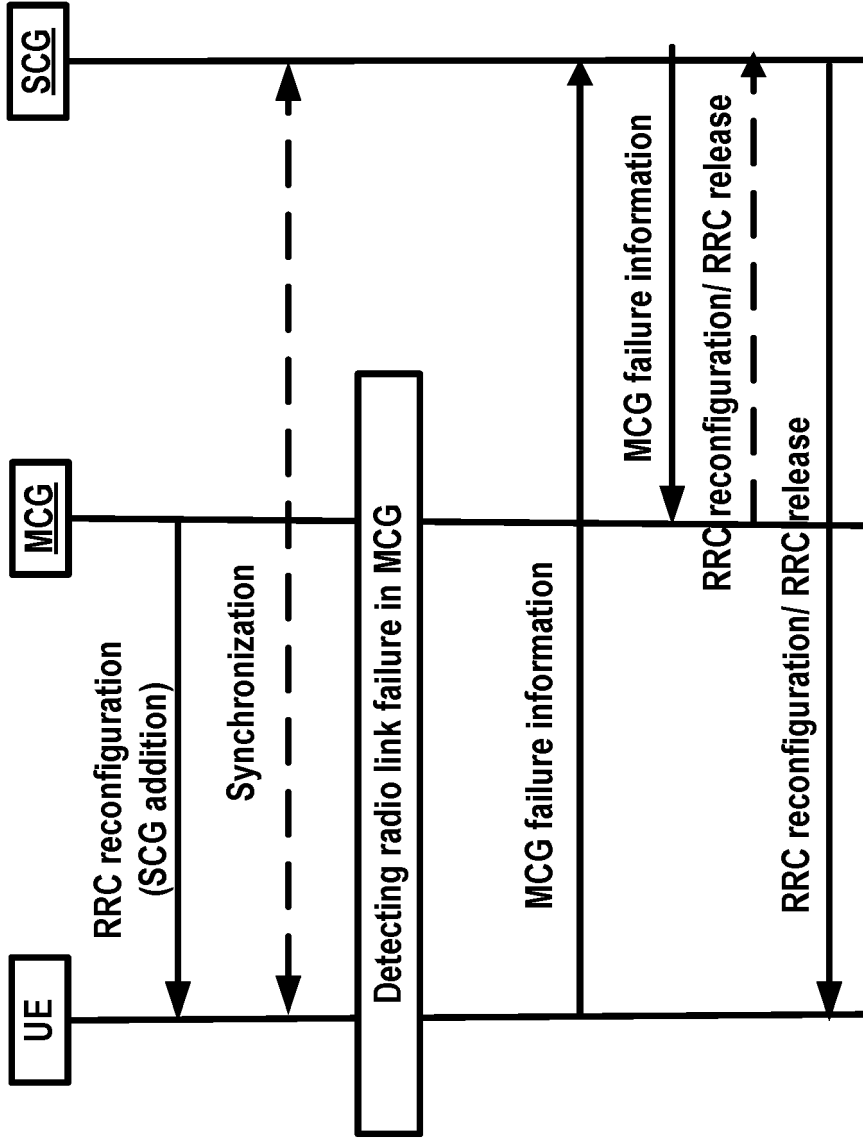 UE
MCG
SCG
RRC reconfiguration
(SCG addition)
Synchronization
Detecting radio link failure in MCG
MCG failure information
MCG failure information
RRC reconfiguration/ RRC release
RRC reconfiguration/ RRC release